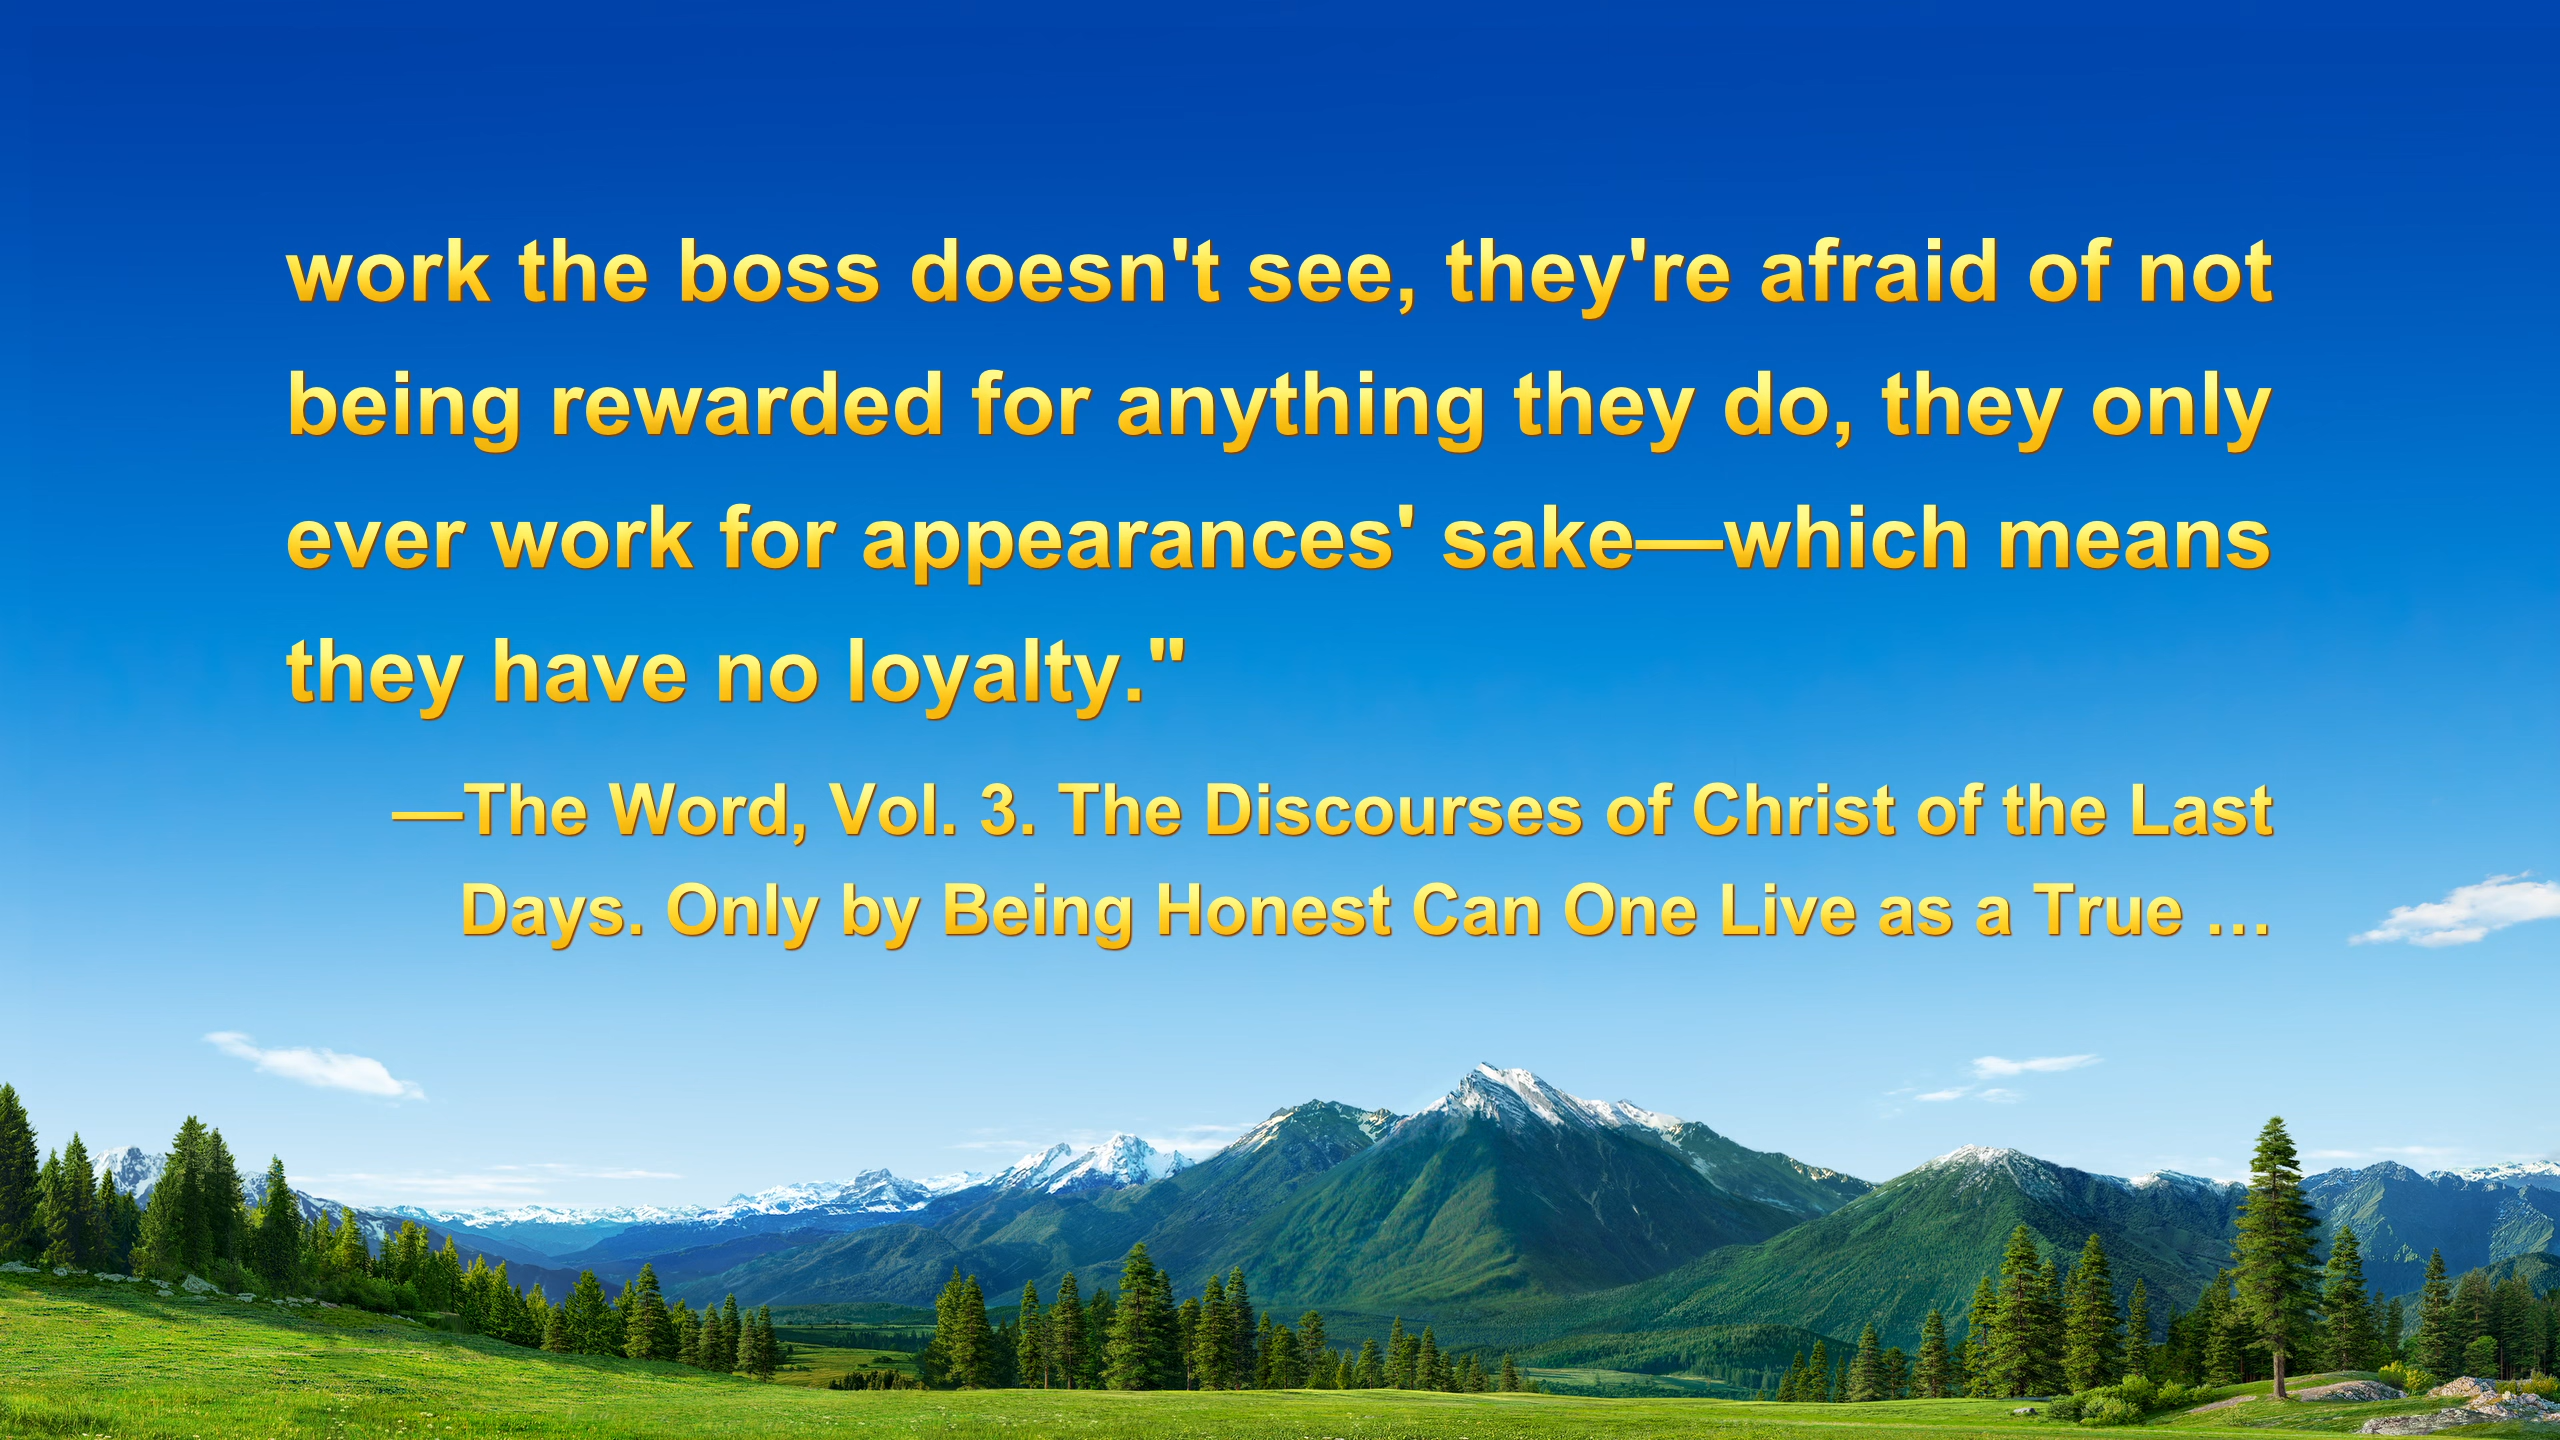 work the boss doesn't see, they're afraid of not
being rewarded for anything they do, they only
ever work for appearances' sake—which means
they have no loyalty."
—The Word, Vol. 3. The Discourses of Christ of the Last
Days. Only by Being Honest Can One Live as a True …